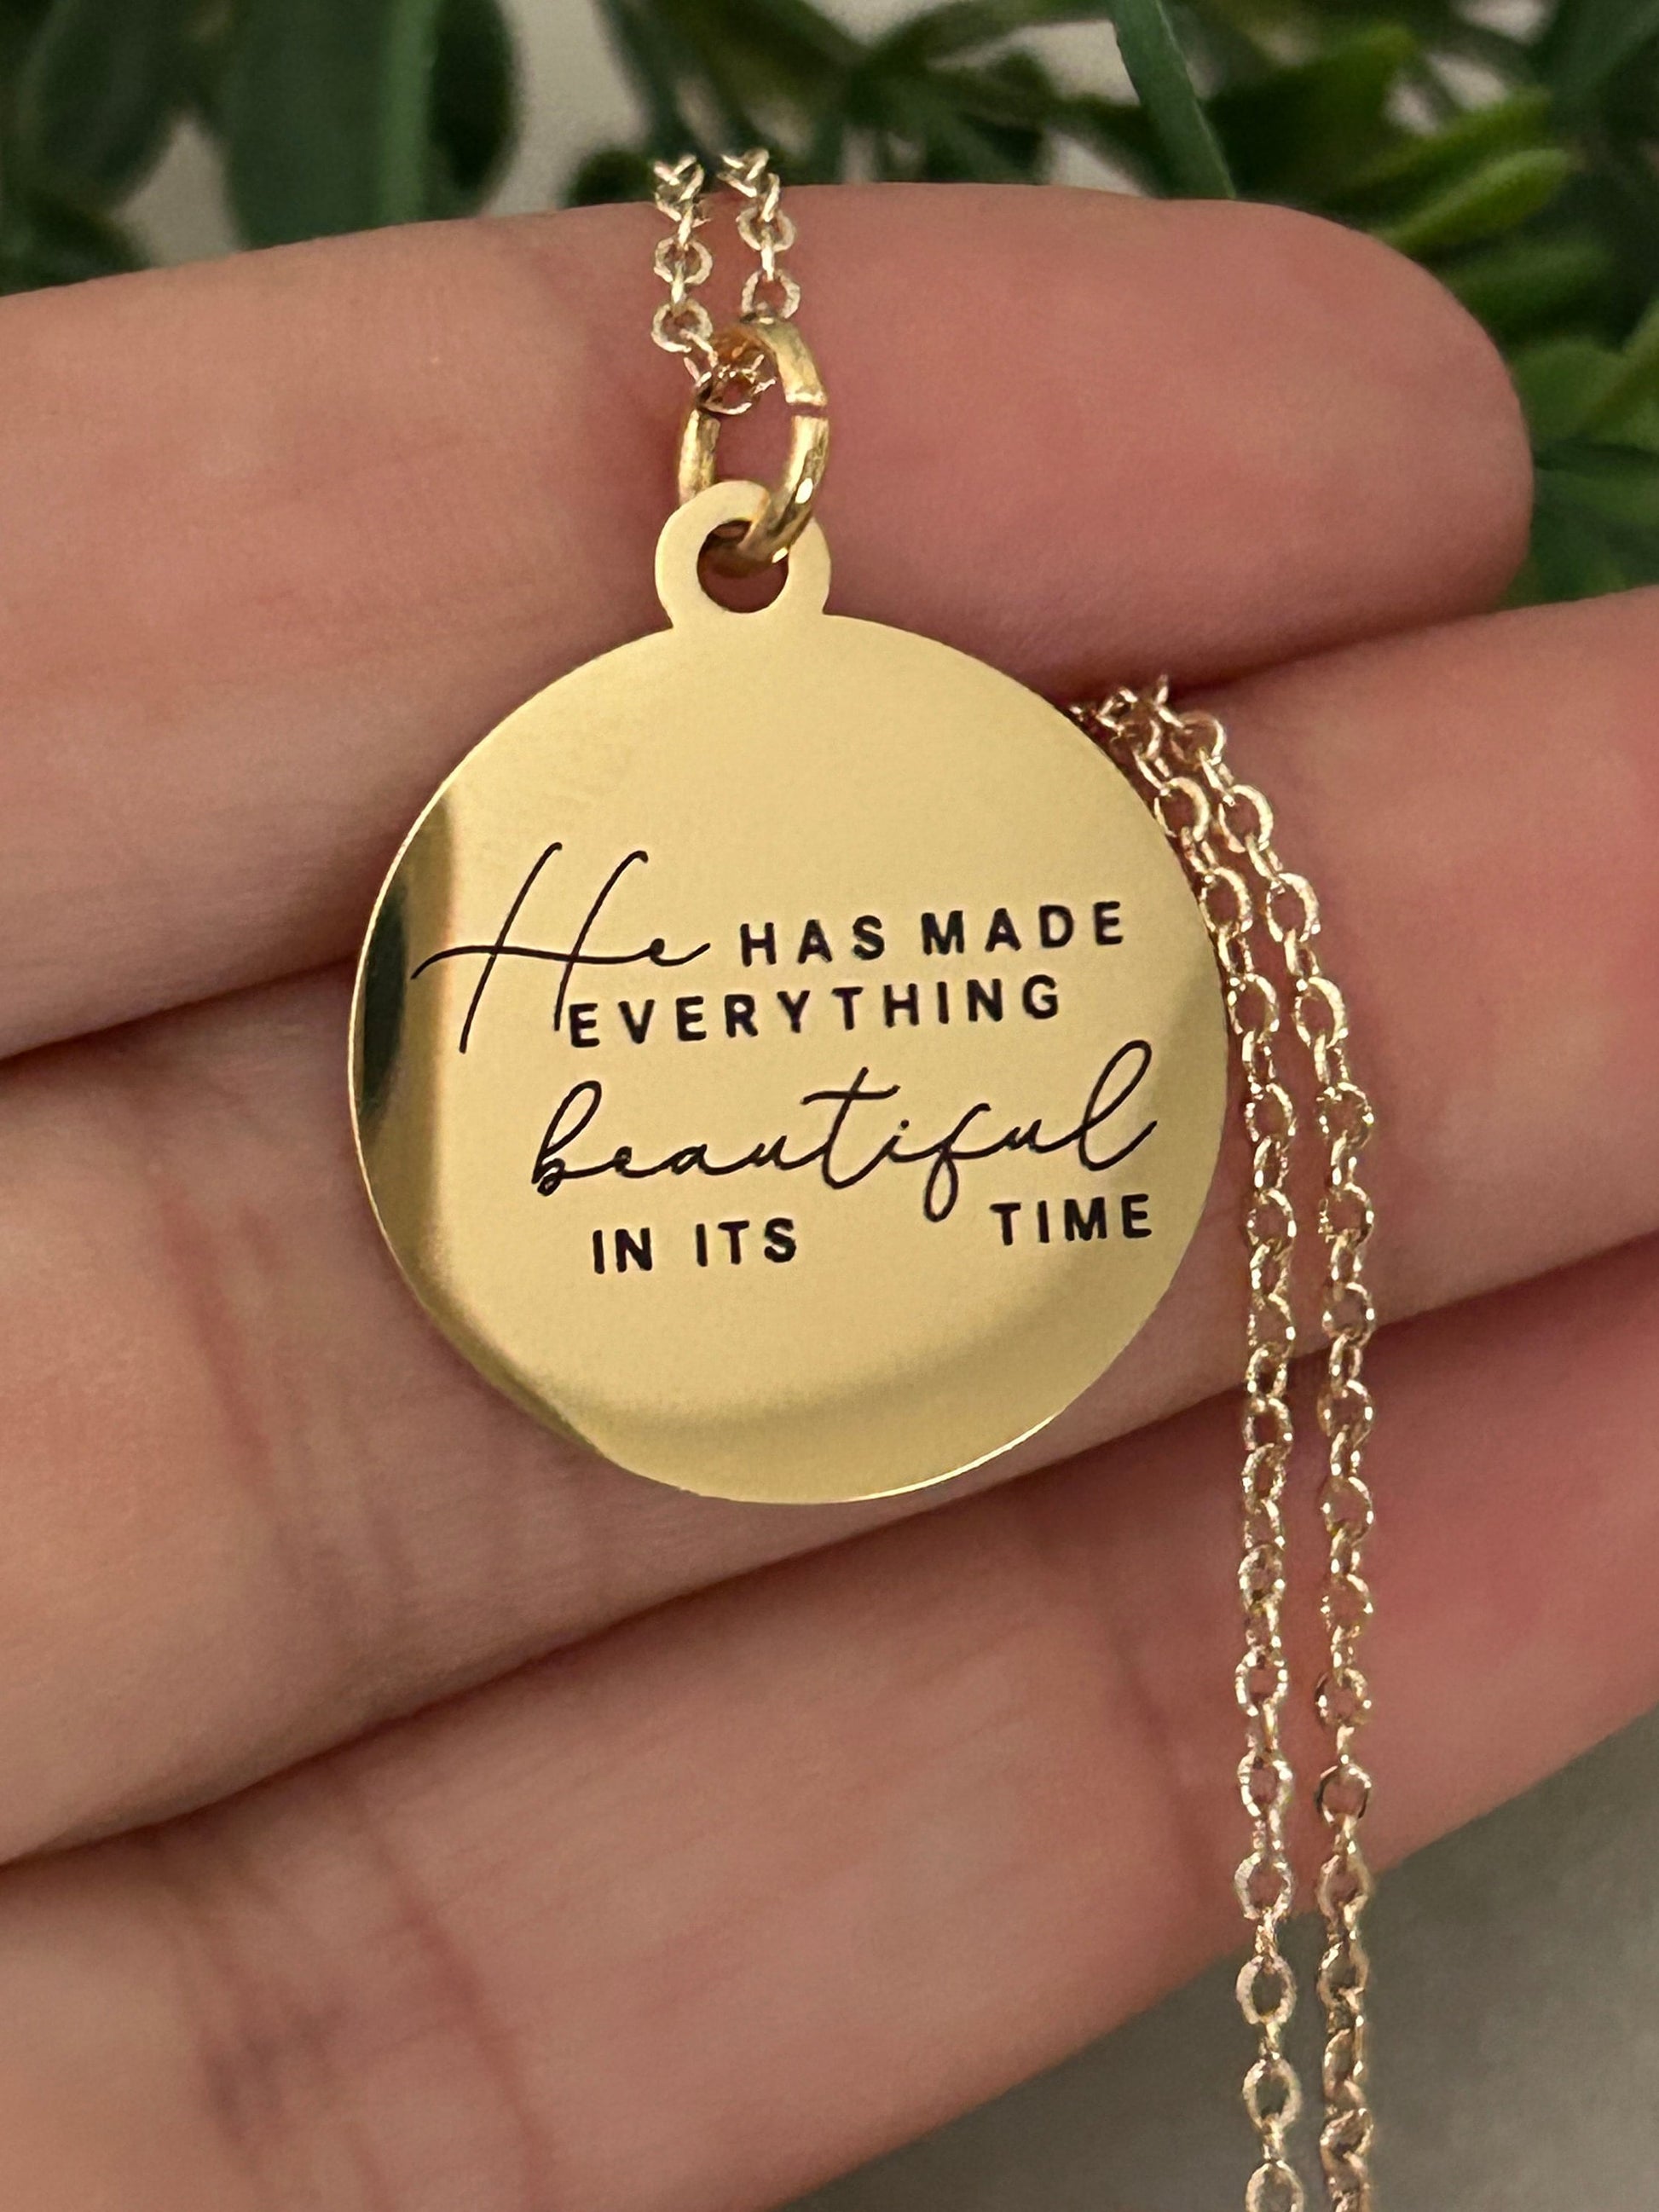 He HAS MADE
EVERYTHING
beautiful
IN ITS TIME